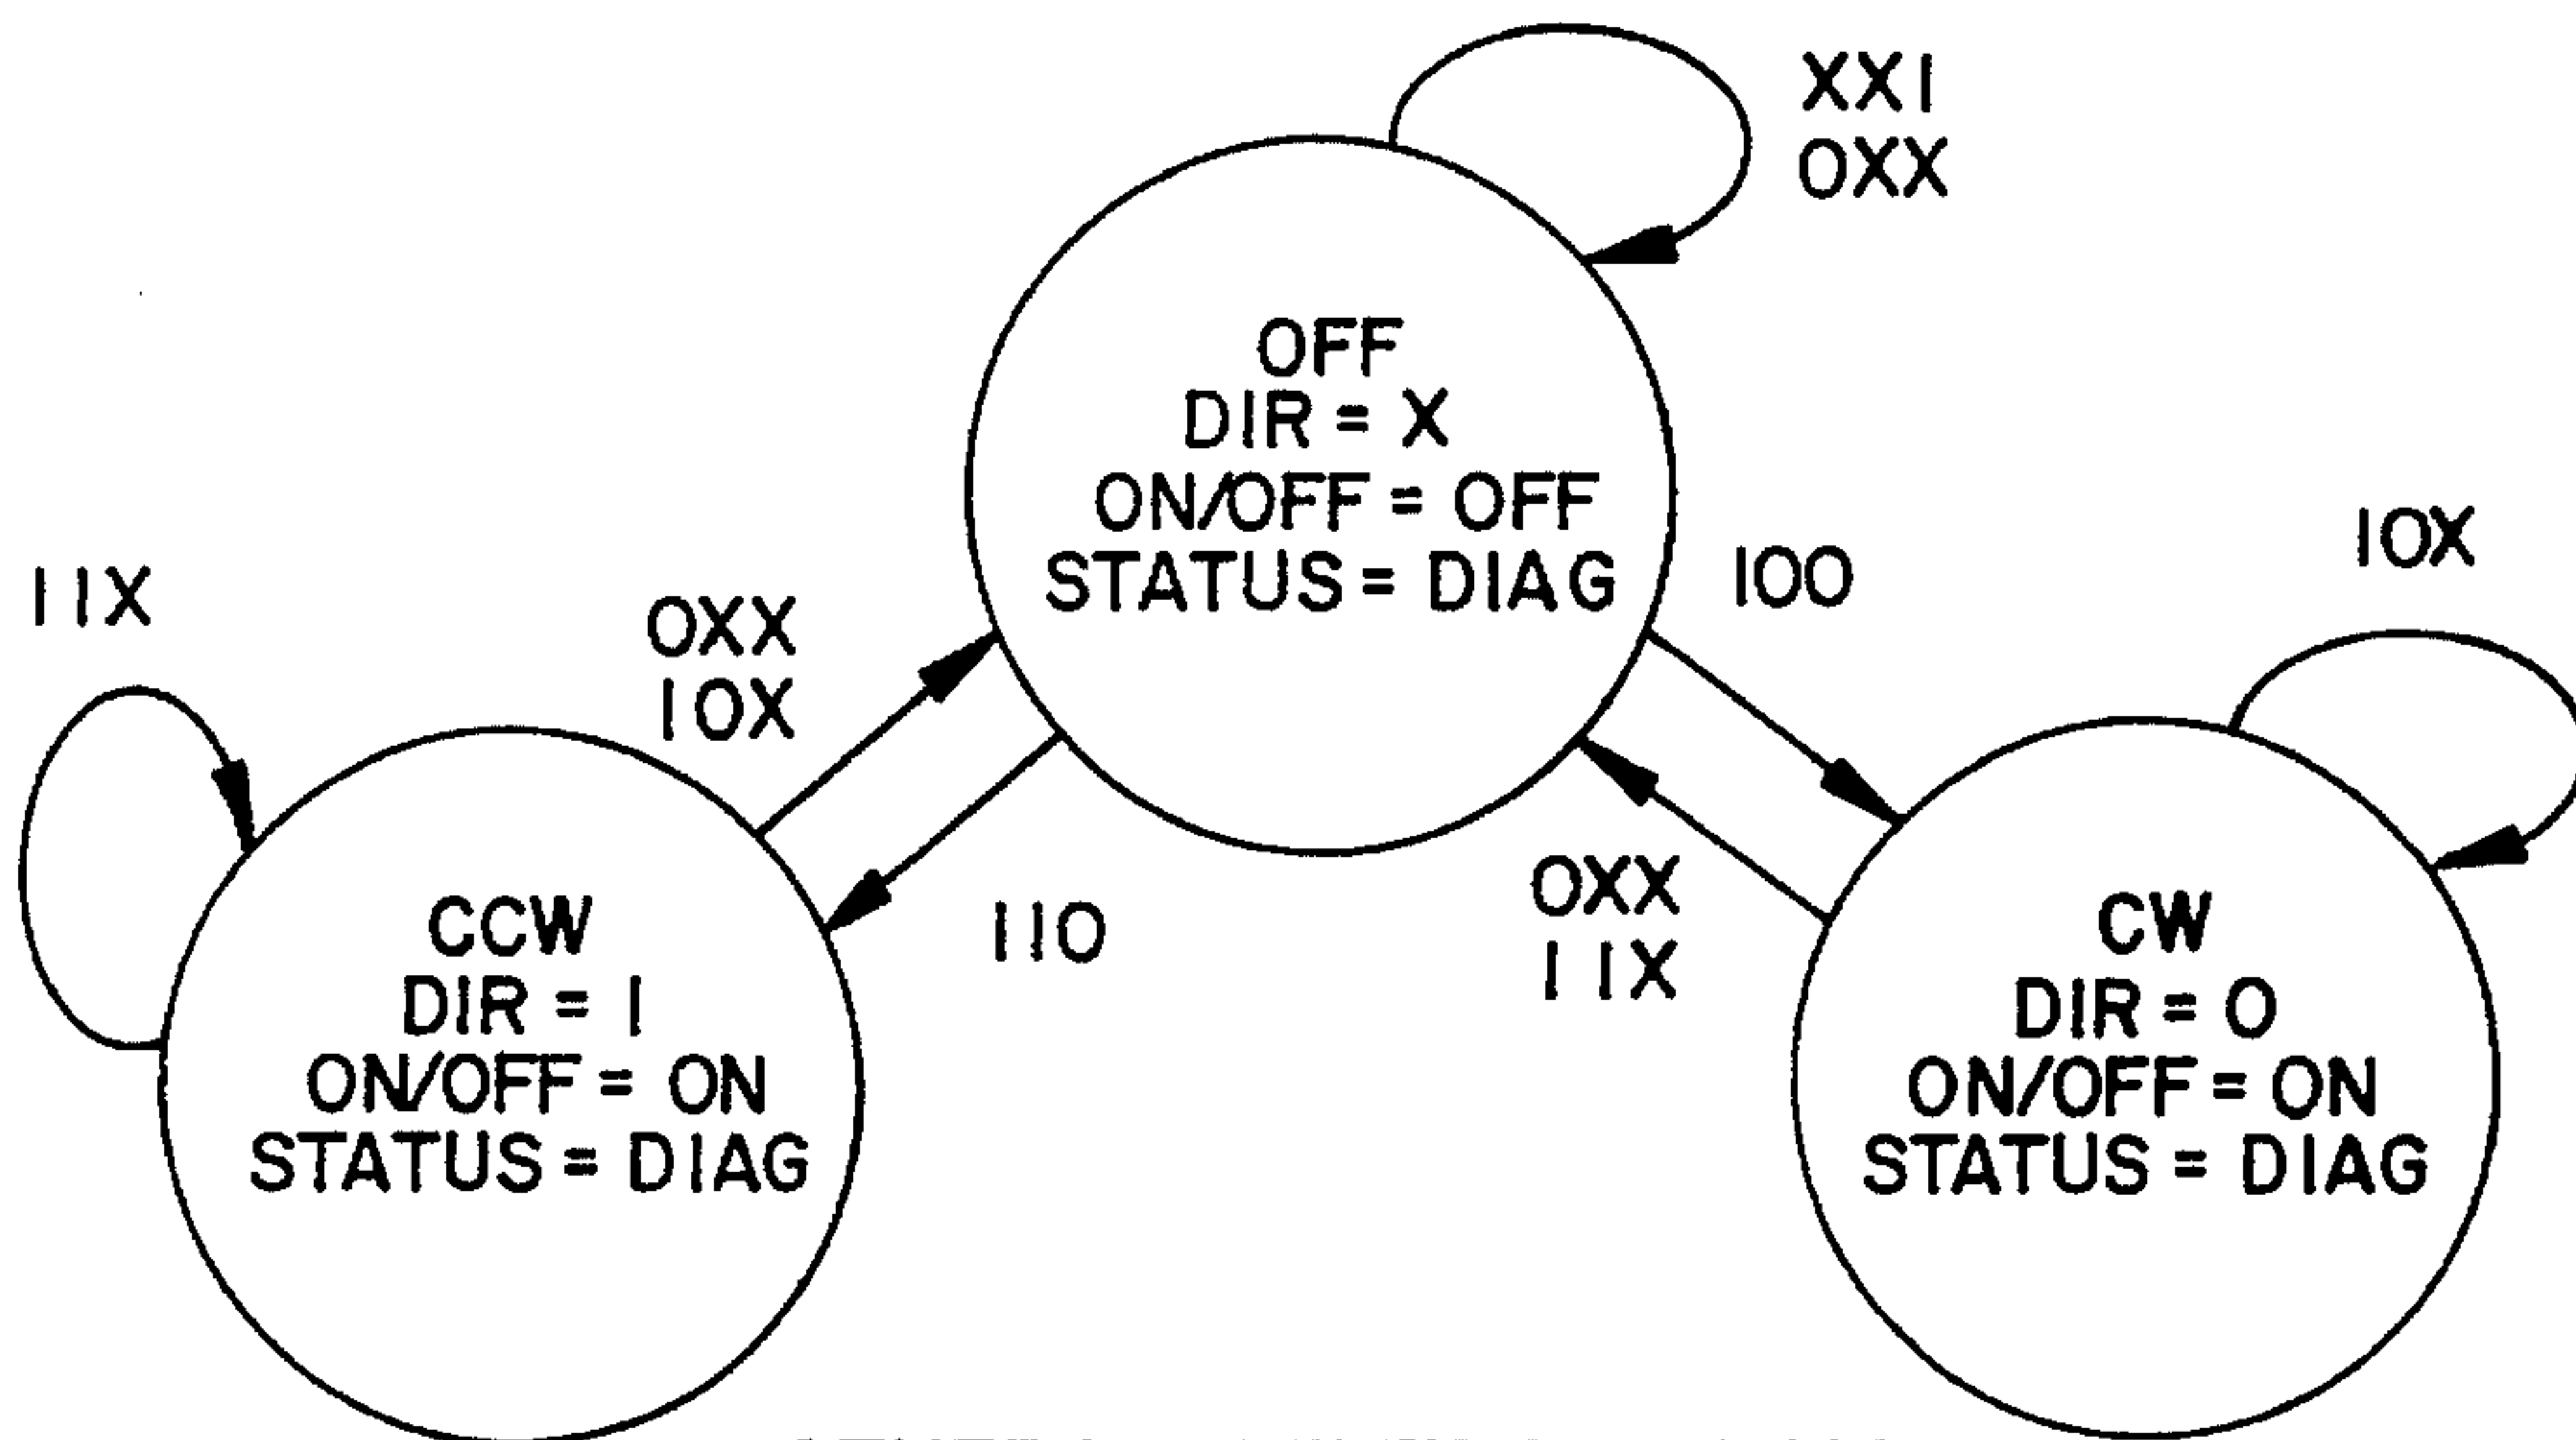 XX1
0XX
OFF
DIR = X
ON/OFF = OFF
STATUS = DIAG
100
10X
11X
0XX
10X
110
0XX
11X
CCW
DIR = 1
ON/OFF = ON
STATUS = DIAG
CW
DIR = 0
ON/OFF = ON
STATUS = DIAG